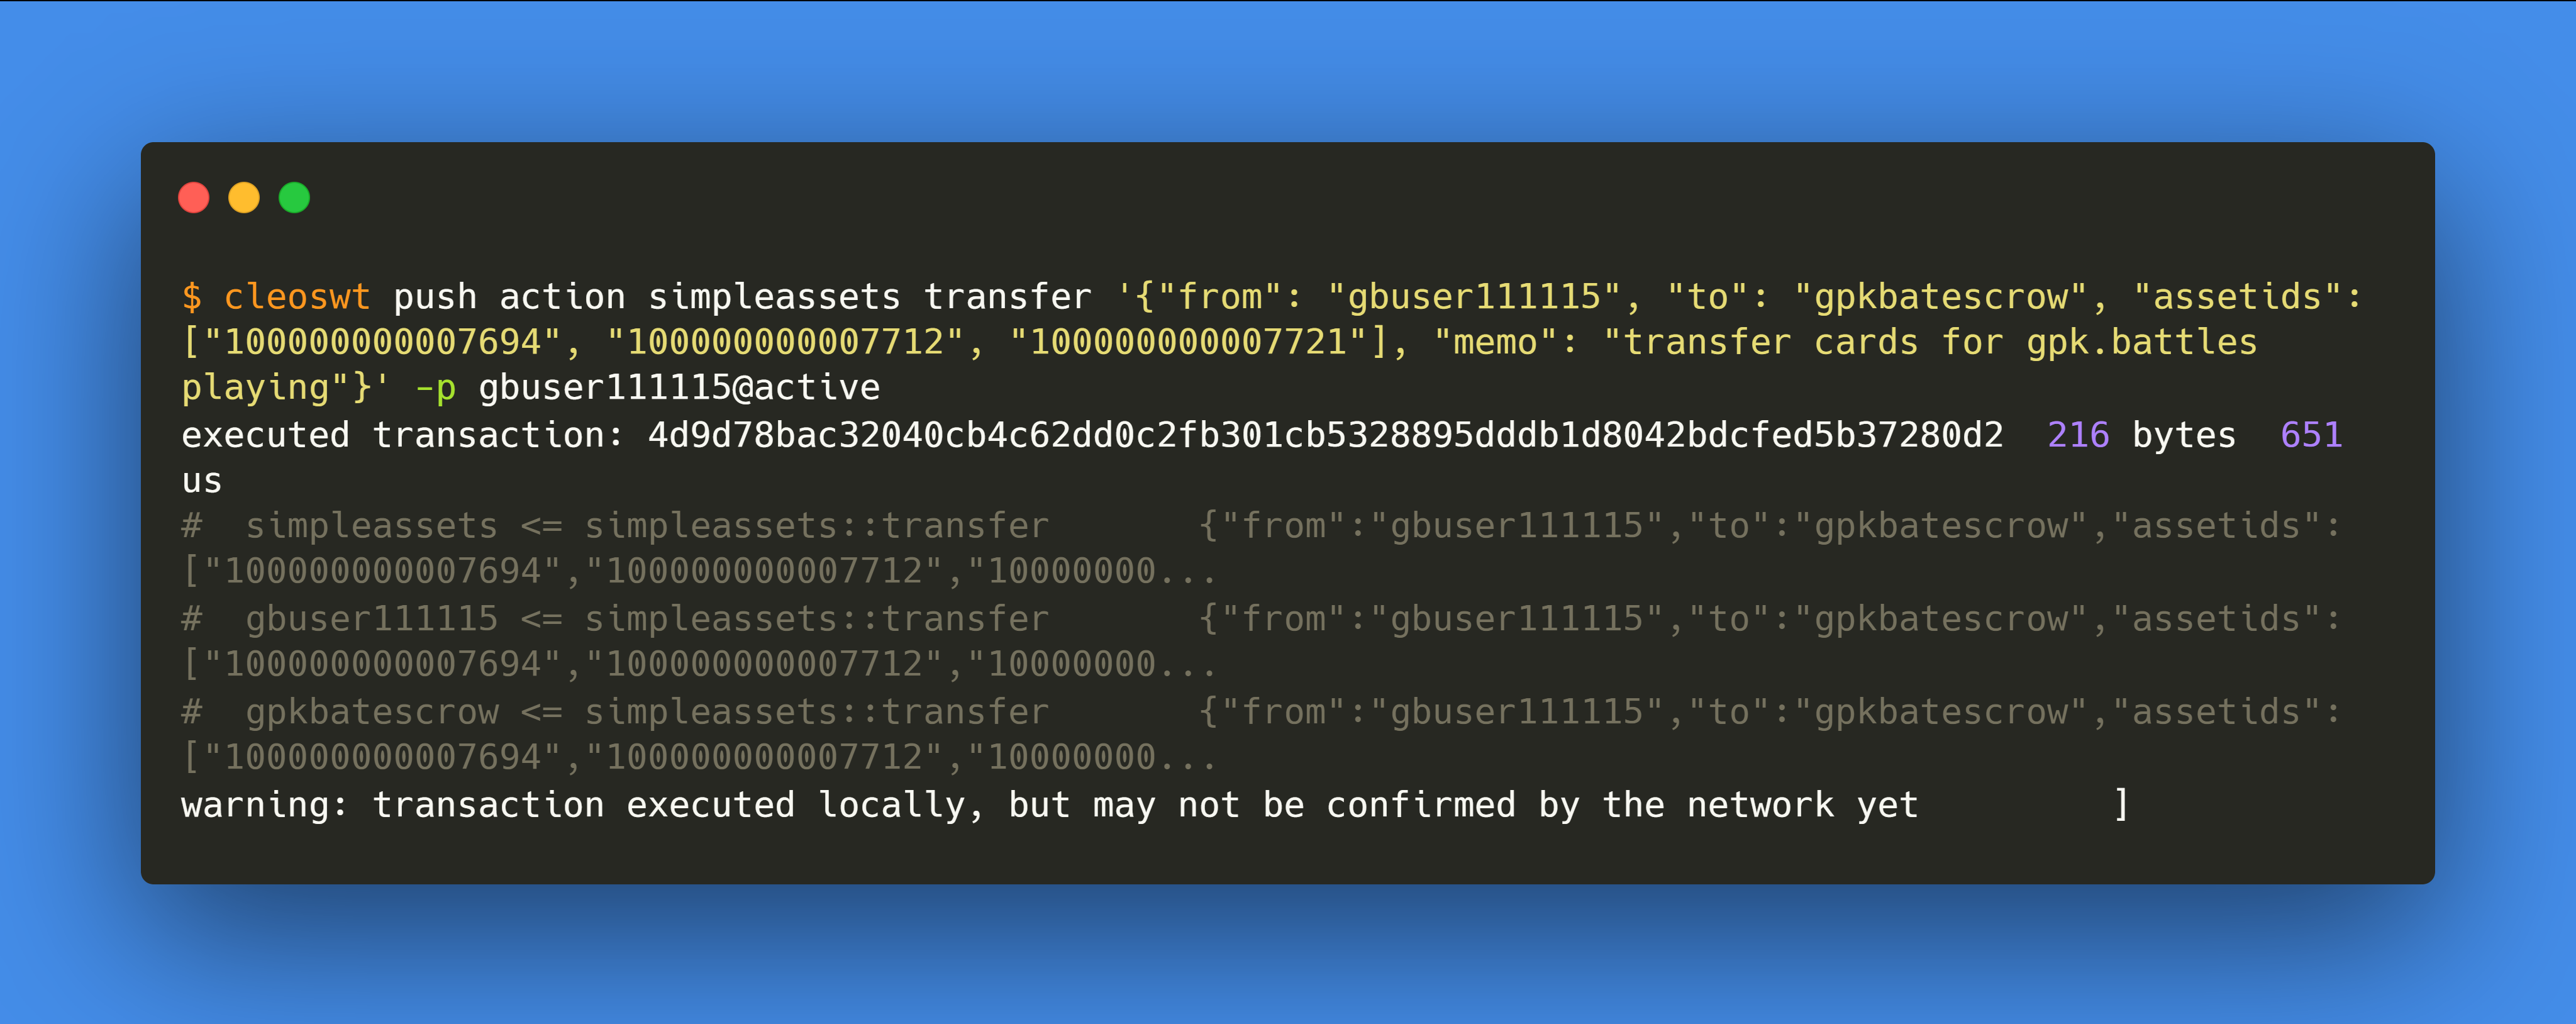 $ cleoswt push action simpleassets transfer '{"from": "gbuser111115", "to": "gpkbatescrow", "assetids":
["100000000007694", "100000000007712", "100000000007721"], "memo": "transfer cards for gpk.battles
playing"}' -p gbuser111115@active
executed transaction: 4d9d78bac32040cb4c62dd0c2fb301cb5328895dddb1d8042bdcfed5b37280d2  216 bytes  651
us
#  simpleassets <= simpleassets::transfer       {"from":"gbuser111115","to":"gpkbatescrow","assetids":
["100000000007694","100000000007712","10000000...
#  gbuser111115 <= simpleassets::transfer       {"from":"gbuser111115","to":"gpkbatescrow","assetids":
["100000000007694","100000000007712","10000000...
#  gpkbatescrow <= simpleassets::transfer       {"from":"gbuser111115","to":"gpkbatescrow","assetids":
["100000000007694","100000000007712","10000000...
warning: transaction executed locally, but may not be confirmed by the network yet         ]